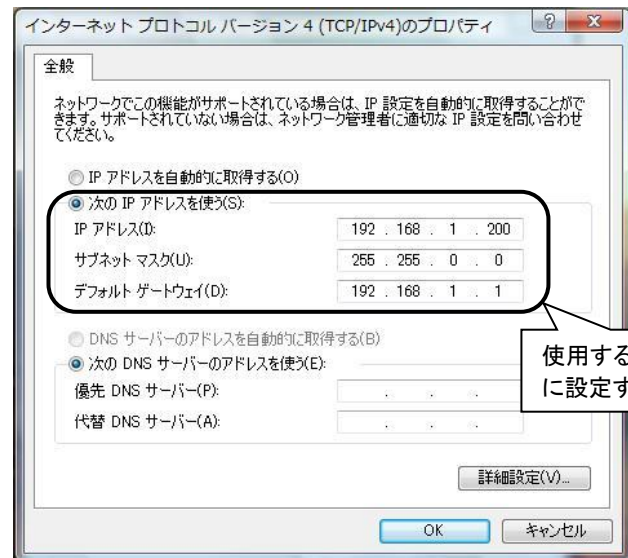 インターネット プロトコル バージョン 4 (TCP/IPv4)のプロパティ
全般
ネットワークでこの機能がサポートされている場合は、IP 設定を自動的に取得することがで
きます。サポートされていない場合は、ネットワーク管理者に適切な IP 設定を問い合わせ
てください。
IP アドレスを自動的に取得する(O)
次の IP アドレスを使う(S):
IP アドレス(I): 192 . 168 . 1 . 200
サブネット マスク(U): 255 . 255 . 0 . 0
デフォルト ゲートウェイ(D): 192 . 168 . 1 . 1
DNS サーバーのアドレスを自動的に取得する(B)
次の DNS サーバーのアドレスを使う(E):
優先 DNS サーバー(P): . . .
代替 DNS サーバー(A): . . .
使用する
に設定す
詳細設定(V)...
OK キャンセル